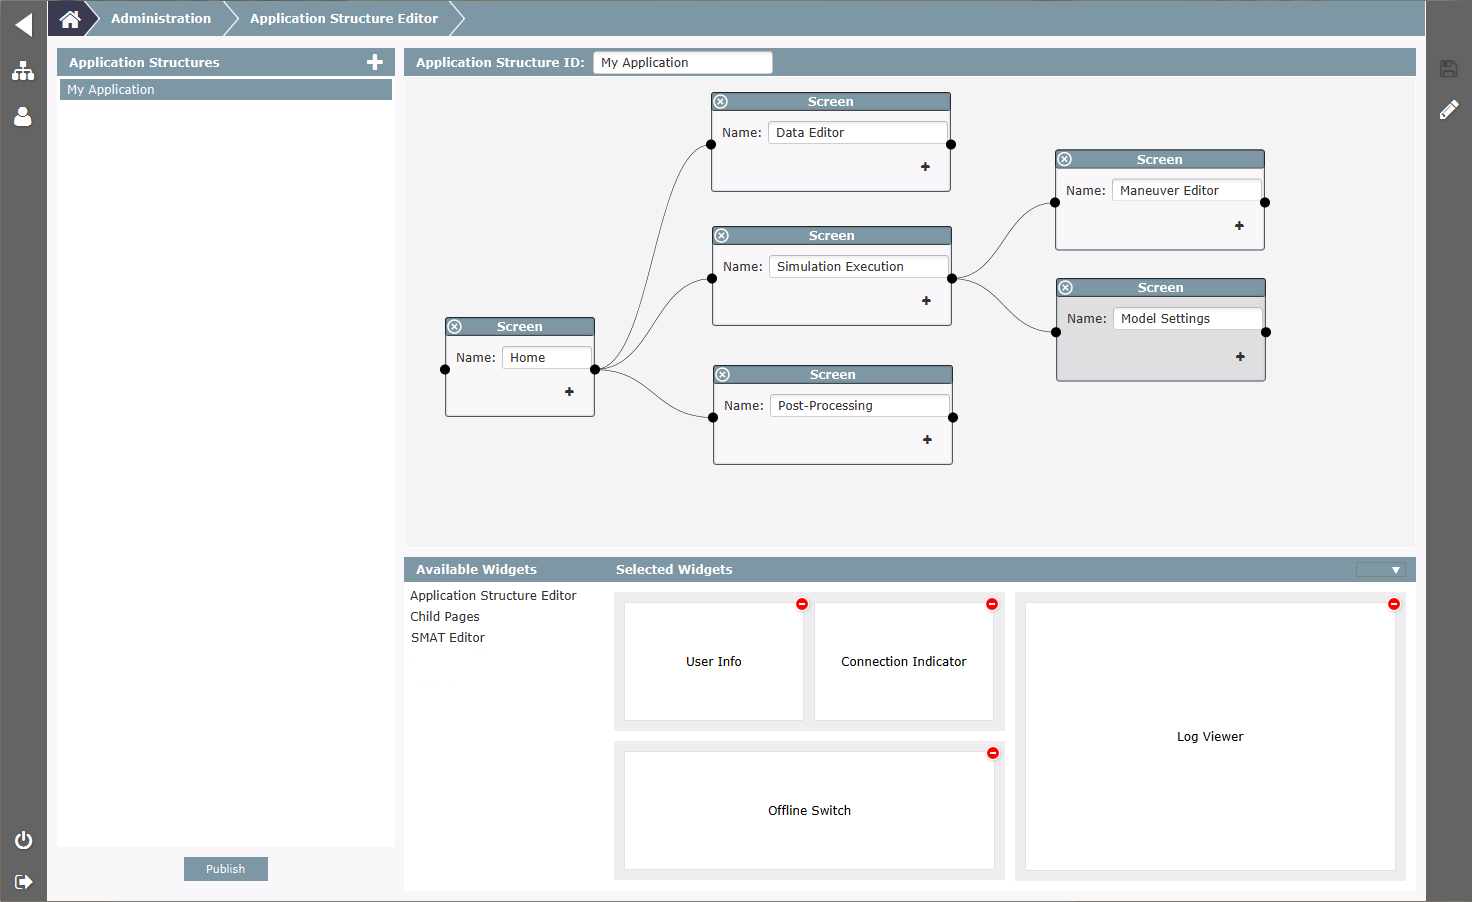 Administration
Application Structure Editor
Application Structures
My Application
Publish
Application Structure ID: My Application
Screen
Name: Data Editor
Screen
Name: Maneuver Editor
Screen
Name: Simulation Execution
Screen
Name: Model Settings
Screen
Name: Home
Screen
Name: Post-Processing
Available Widgets
Application Structure Editor
Child Pages
SMAT Editor
Selected Widgets
User Info
Connection Indicator
Log Viewer
Offline Switch